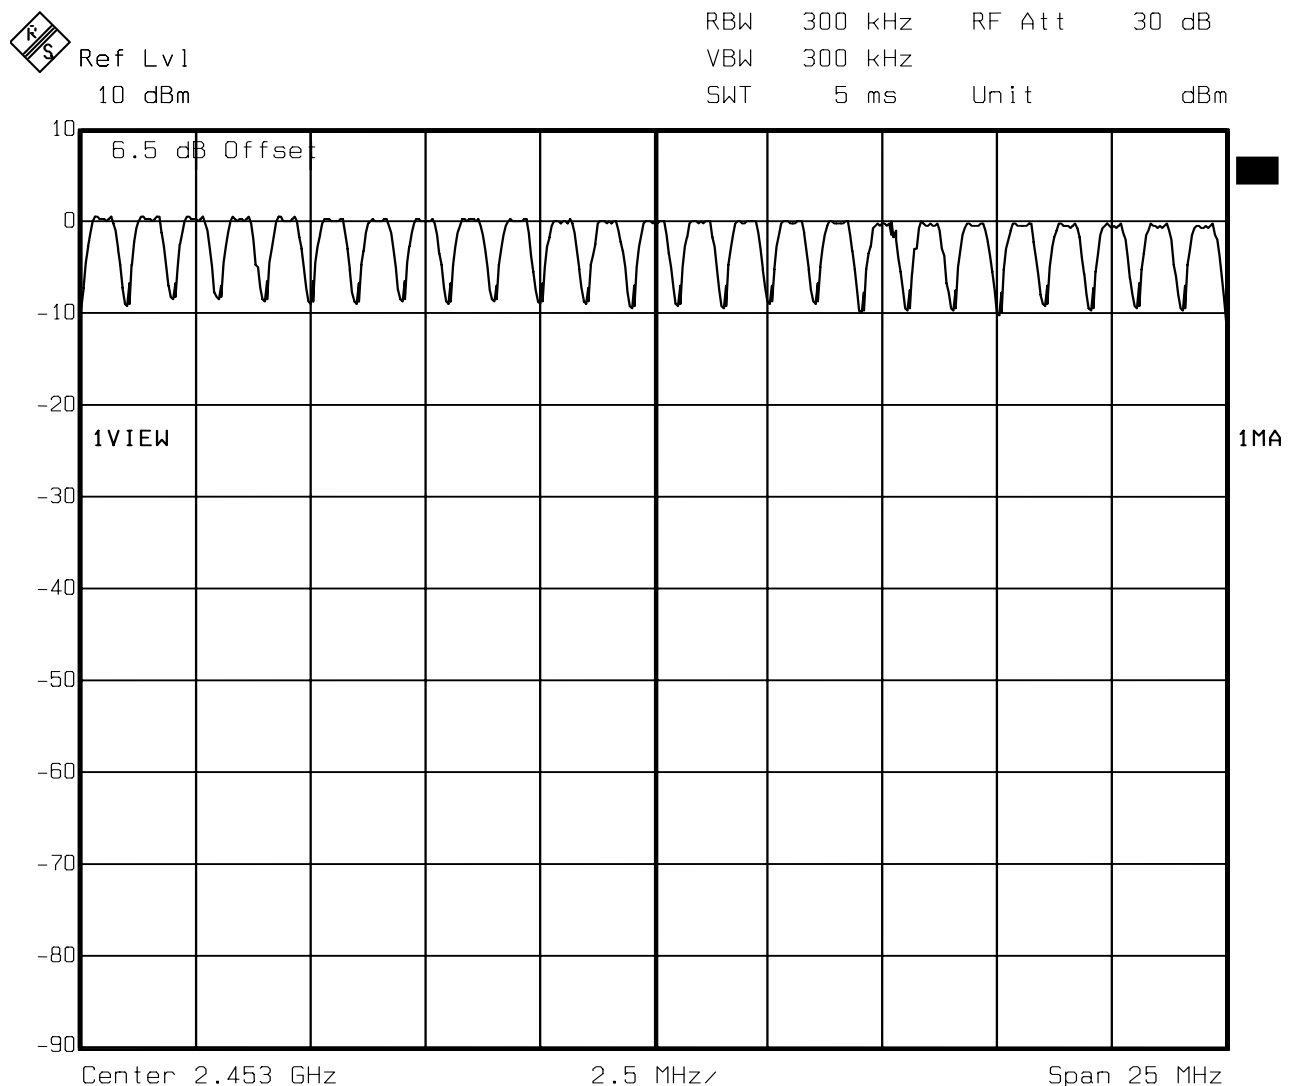 RBW 300 kHz RF Att 30 dB
Ref Lvl VBW 300 kHz
10 dBm SWT 5 ms Unit dBm
RS
10
6.5 dB Offset
0
-10
-20
1VIEW 1MA
-30
-40
-50
-60
-70
-80
-90
Center 2.453 GHz 2.5 MHz/ Span 25 MHz